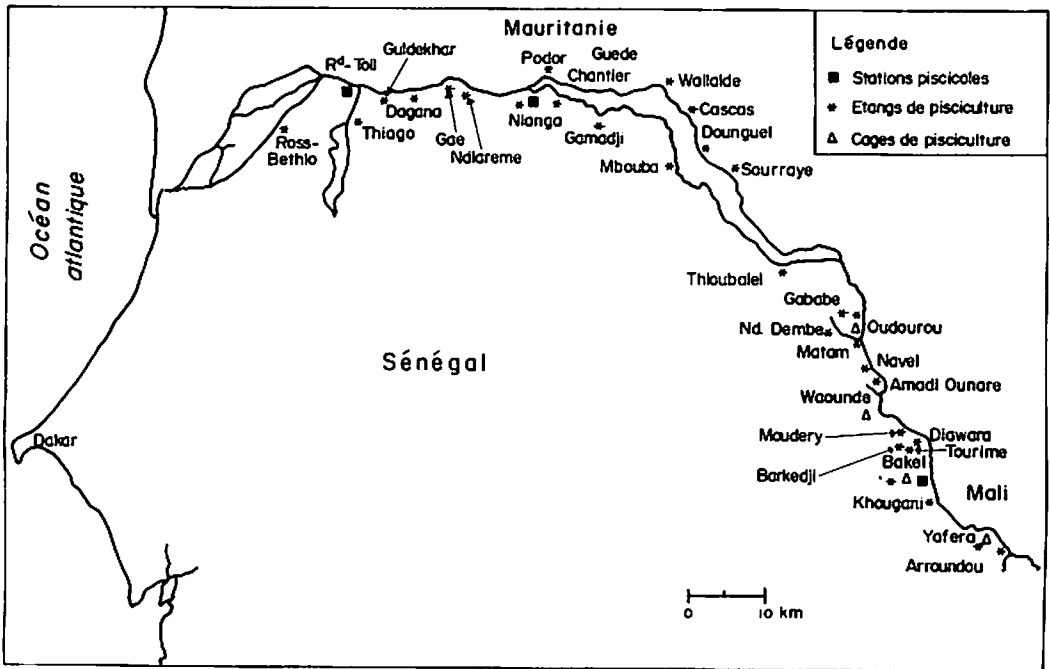 Mauritanie
Légende
Stations piscicoles
Etangs de pisciculture
Cages de pisciculture
Guidekhar
Rd-Toll
Podor
Guede
Chantier
Wallalde
Dagana
Cascas
Ross-
Bethio
Thiago
Gae
Ndiareme
Nianga
Gamadji
Dounguel
Mbouba
Sourraye
Océan
atlantique
Thioubalel
Gababe
Nd. Dembe
Oudourou
Matam
Navel
Sénégal
Amadi Ounare
Waounde
Dakar
Moudery
Diawara
Tourime
Barkedji
Bakel
Mali
Khougani
Yafera
Arroundou
0 10 km